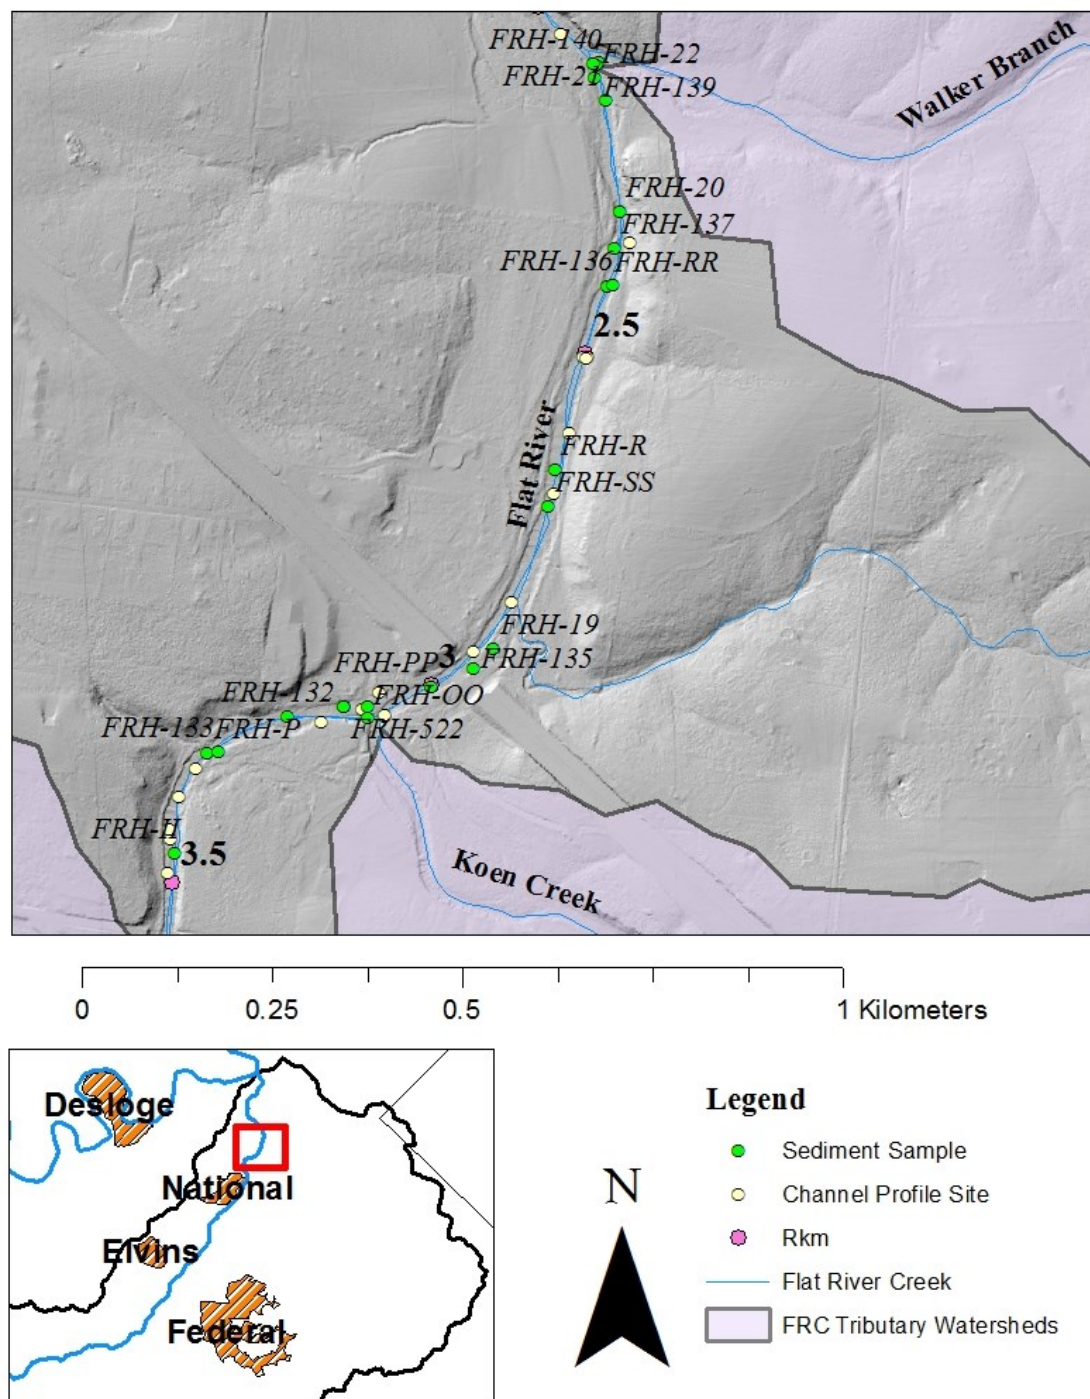 FRH-140
FRH-22
FRH-21
FRH-139
Walker Branch
FRH-20
FRH-137
FRH-136
FRH-RR
2.5
Flat River
FRH-R
FRH-SS
FRH-19
FRH-PP
3
FRH-135
FRH-132
FRH-OO
FRH-133
FRH-P
FRH-522
FRH-II
3.5
Koen Creek
0
0.25
0.5
1 Kilometers
Desloge
National
Elvins
Federal
N
Legend
Sediment Sample
Channel Profile Site
Rkm
Flat River Creek
FRC Tributary Watersheds